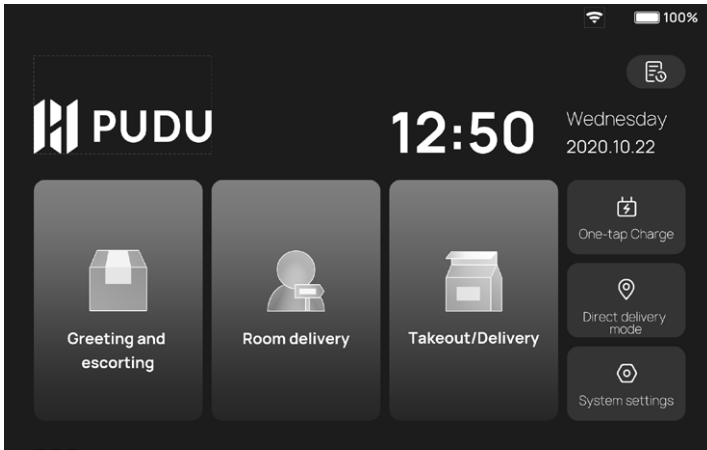 100%
PUDU
12:50
Wednesday
2020.10.22
Greeting and
escorting
Room delivery
Takeout/Delivery
One-tap Charge
Direct delivery
mode
System settings